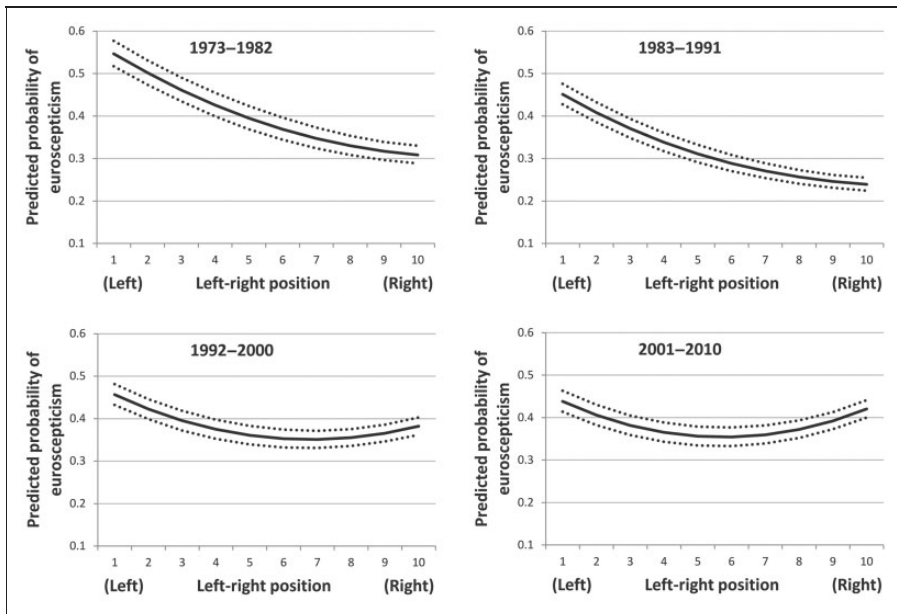 1973–1982
Predicted probability of
euroscepticism
0.6
0.5
0.4
0.3
0.2
0.1
1 2 3 4 5 6 7 8 9 10
(Left) Left-right position (Right)
1983–1991
Predicted probability of
euroscepticism
0.6
0.5
0.4
0.3
0.2
0.1
1 2 3 4 5 6 7 8 9 10
(Left) Left-right position (Right)
1992–2000
Predicted probability of
euroscepticism
0.6
0.5
0.4
0.3
0.2
0.1
1 2 3 4 5 6 7 8 9 10
(Left) Left-right position (Right)
2001–2010
Predicted probability of
euroscepticism
0.6
0.5
0.4
0.3
0.2
0.1
1 2 3 4 5 6 7 8 9 10
(Left) Left-right position (Right)